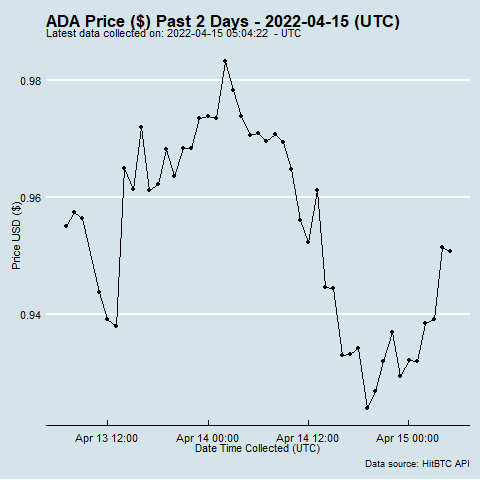 ADA Price ($) Past 2 Days - 2022-04-15 (UTC)
Latest data collected on: 2022-04-15 05:04:22 - UTC
0.98
0.96
0.94
Price USD ($)
Apr 13 12:00
Apr 14 00:00
Apr 14 12:00
Apr 15 00:00
Date Time Collected (UTC)
Data source: HitBTC API